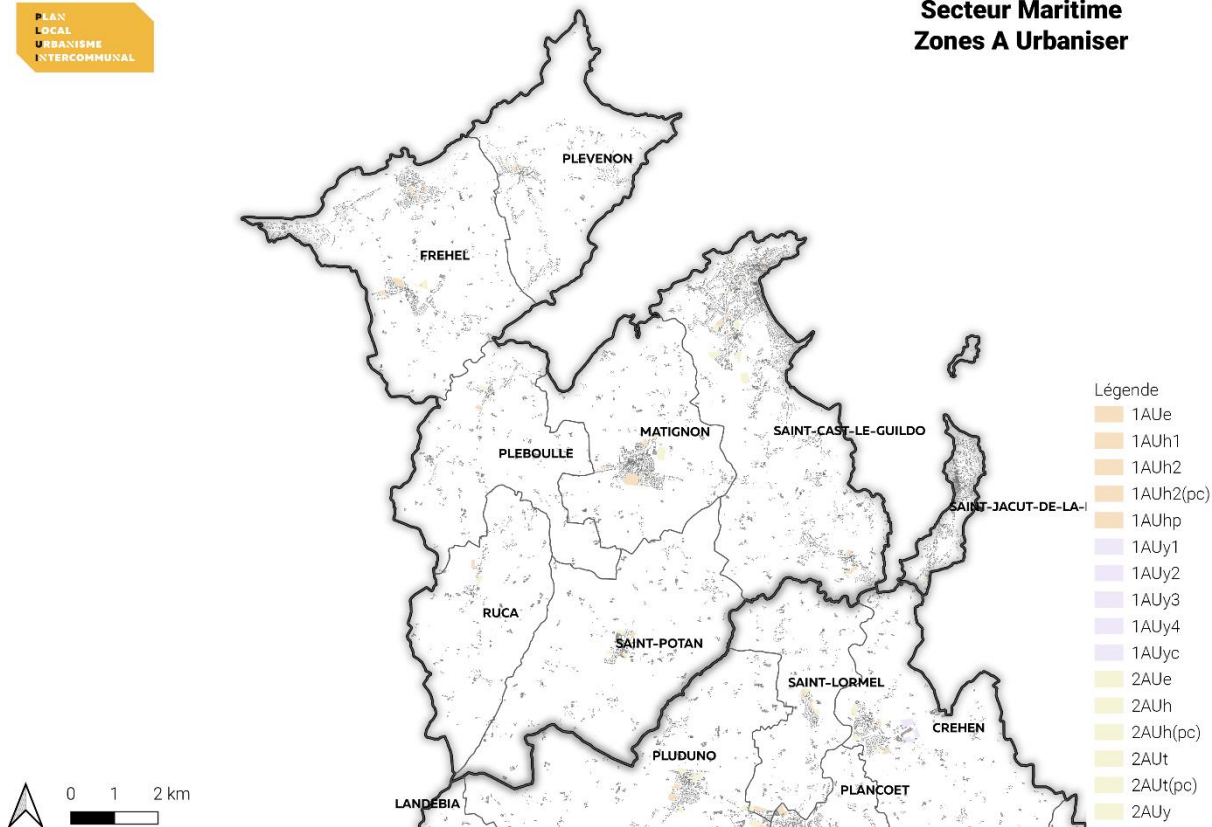 PLAN
LOCAL
URBANISME
INTERCOMMUNAL
Secteur Maritime
Zones A Urbaniser
PLEVENON
FREHEL
MATIGNON
SAINT-CAST-LE-GUILDO
PLEBOULLE
SAINT-JACUT-DE-LA-
RUCA
SAINT-POTAN
SAINT-LORMEL
CREHEN
PLUDUNO
PLANCOET
LANDEBIA
Légende
1AUe
1AUh1
1AUh2
1AUh2(pc)
1AUhp
1AUy1
1AUy2
1AUy3
1AUy4
1AUyc
2AUe
2AUh
2AUh(pc)
2AUt
2AUt(pc)
2AUy
0 1 2 km